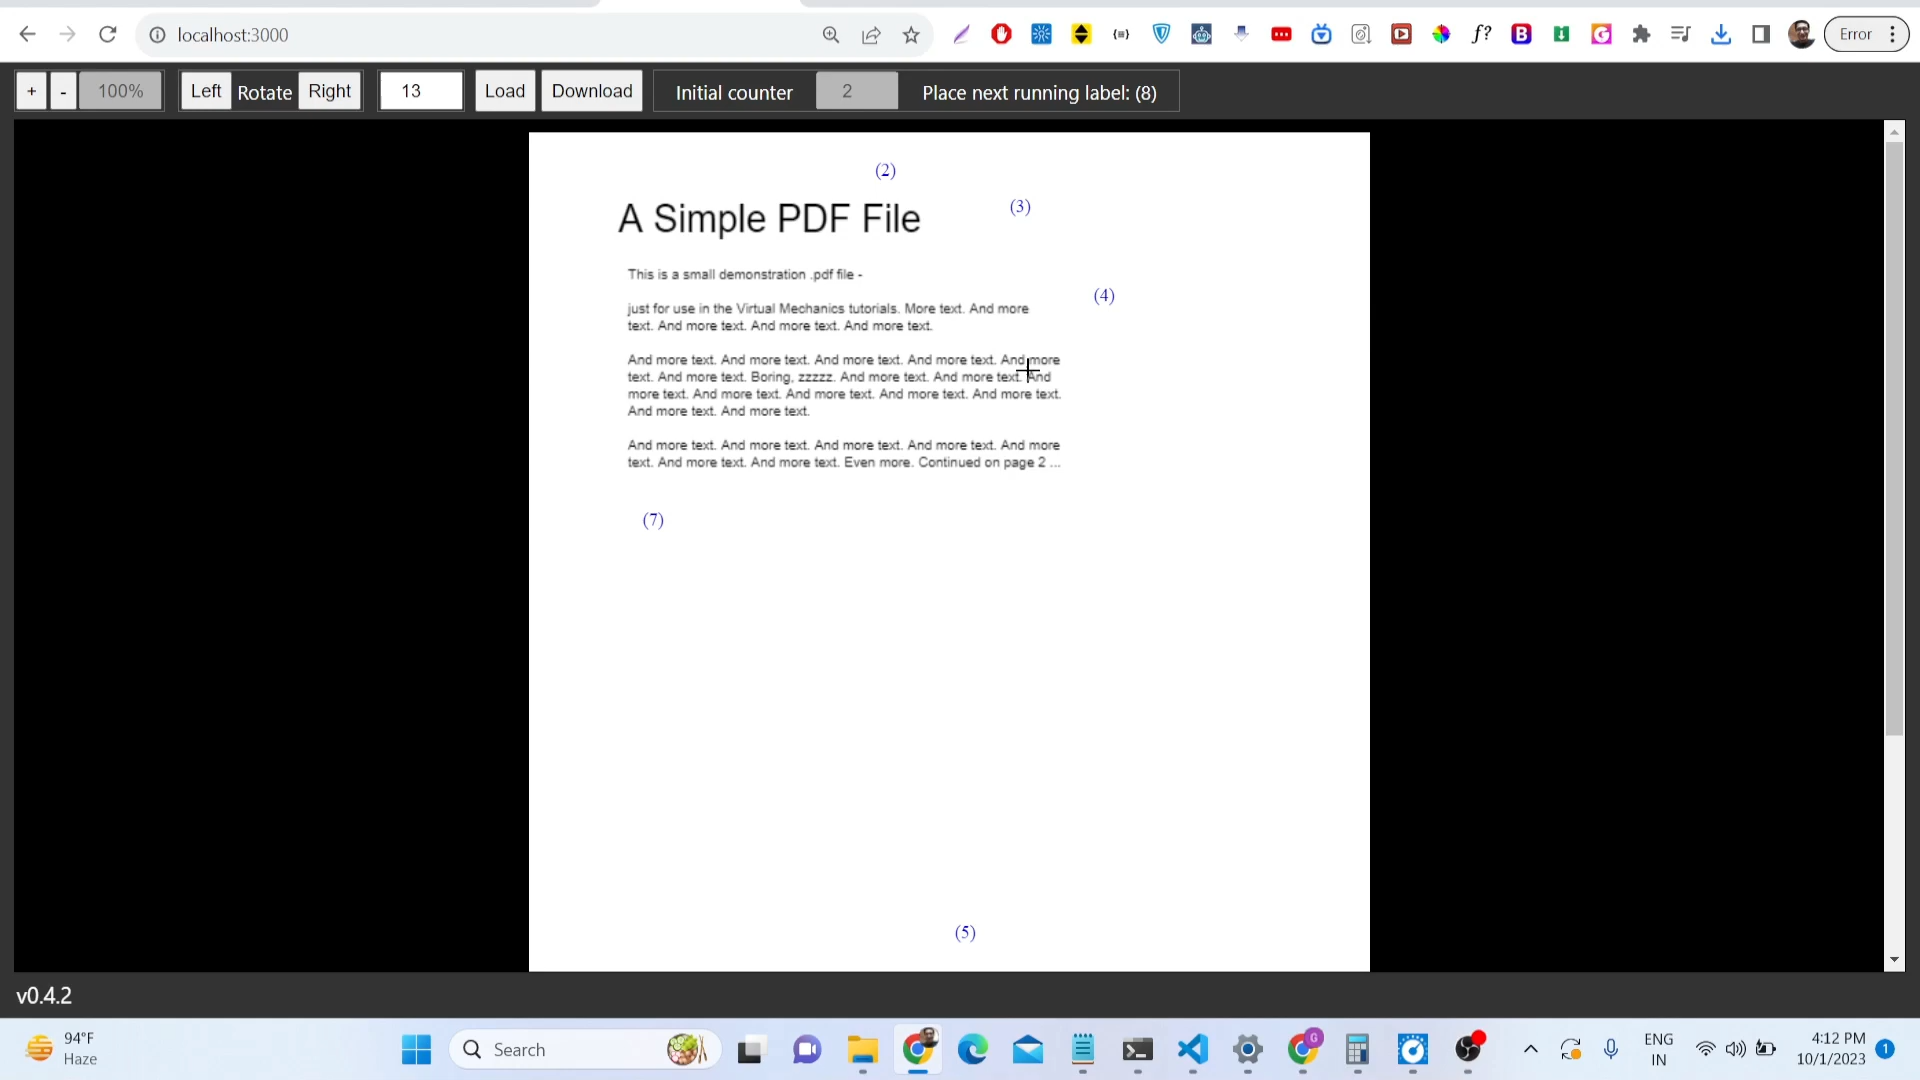 localhost:3000
Error
+ - 100% Left Rotate Right 13 Load Download Initial counter 2 Place next running label: (8)
(2)
(3)
A Simple PDF File
This is a small demonstration .pdf file -
(4)
just for use in the Virtual Mechanics tutorials. More text. And more
text. And more text. And more text. And more text.
And more text. And more text. And more text. And more text. And more
text. And more text. Boring, zzzzz. And more text. And more text. And
more text. And more text. And more text. And more text. And more text.
And more text. And more text.
And more text. And more text. And more text. And more text. And more
text. And more text. And more text. Even more. Continued on page 2 ...
(7)
(5)
v0.4.2
94°F
Haze
Search
ENG
IN
4:12 PM
10/1/2023
1